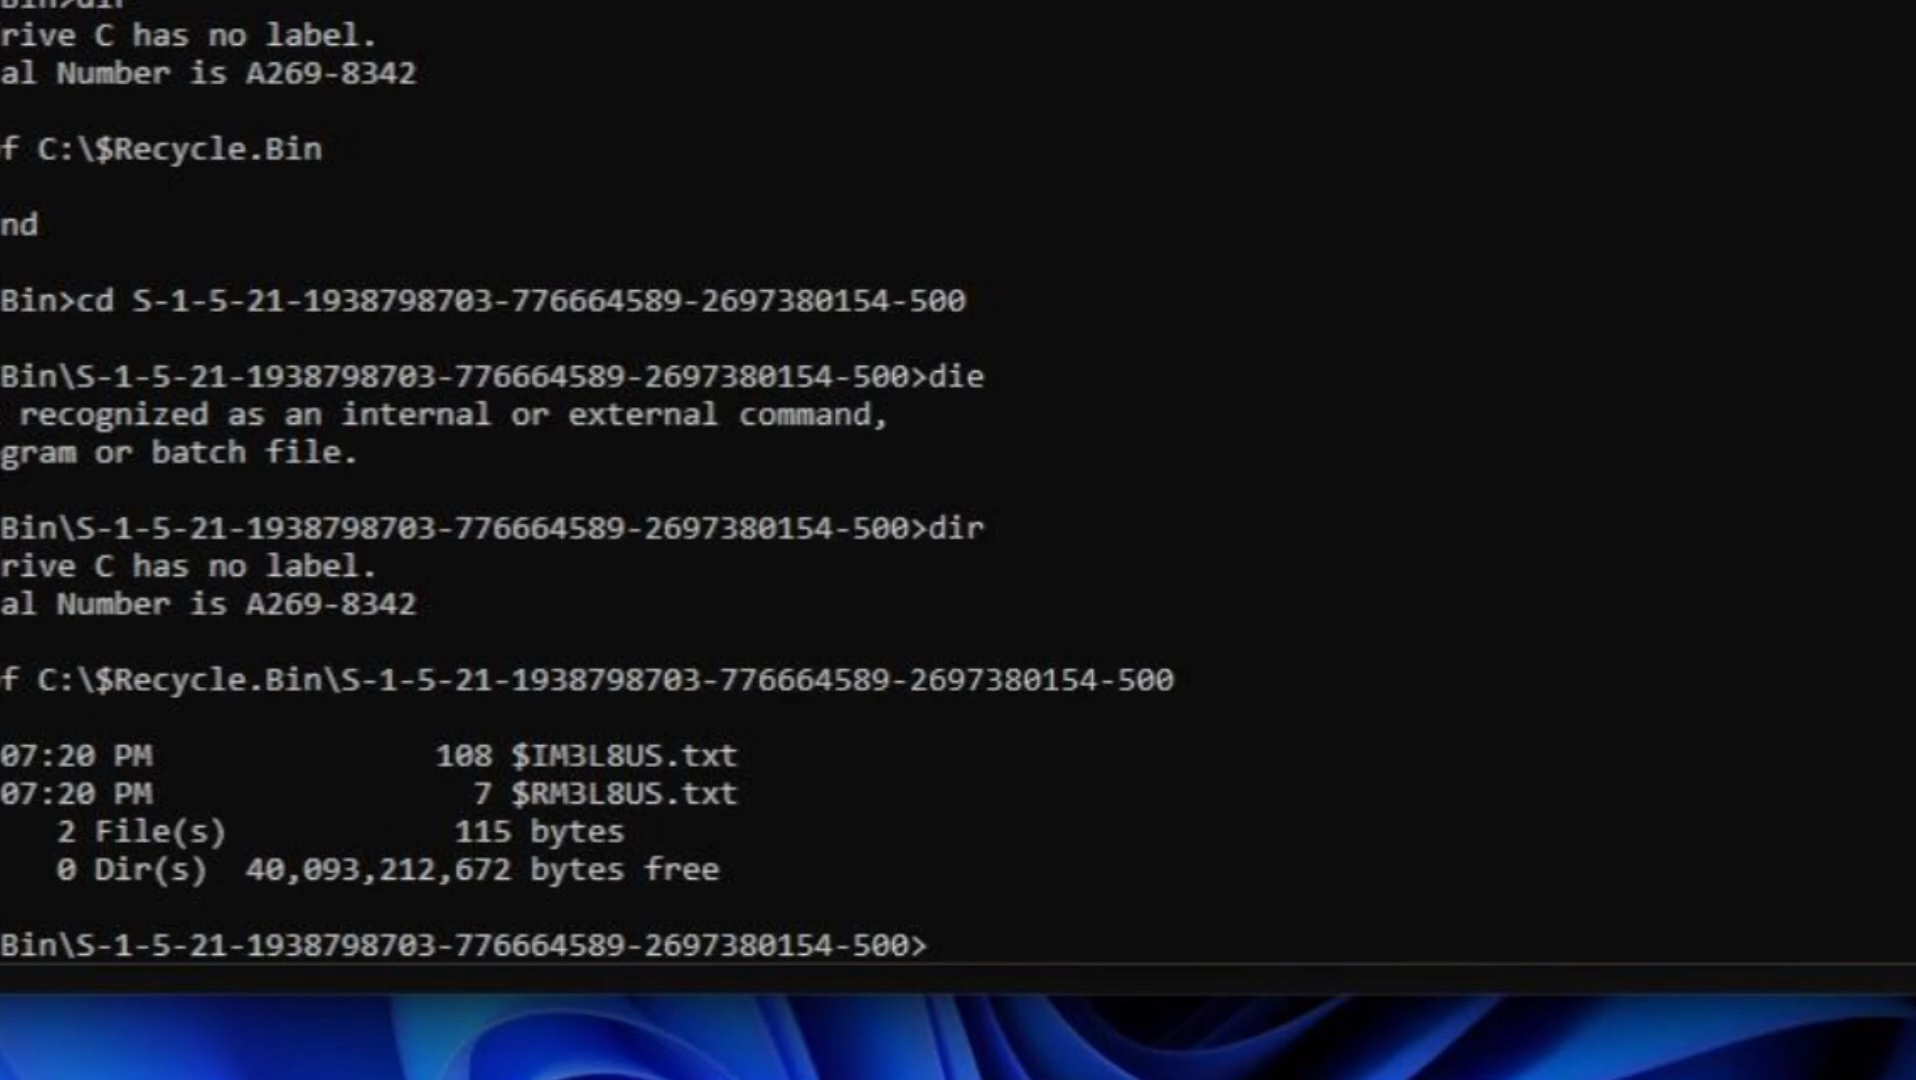 Bin>dir
rive C has no label.
al Number is A269-8342
f C:\$Recycle.Bin
nd
Bin>cd S-1-5-21-1938798703-776664589-2697380154-500
Bin\S-1-5-21-1938798703-776664589-2697380154-500>die
recognized as an internal or external command,
gram or batch file.
Bin\S-1-5-21-1938798703-776664589-2697380154-500>dir
rive C has no label.
al Number is A269-8342
f C:\$Recycle.Bin\S-1-5-21-1938798703-776664589-2697380154-500
07:20 PM 108 $IM3L8US.txt
07:20 PM 7 $RM3L8US.txt
2 File(s) 115 bytes
0 Dir(s) 40,093,212,672 bytes free
Bin\S-1-5-21-1938798703-776664589-2697380154-500>